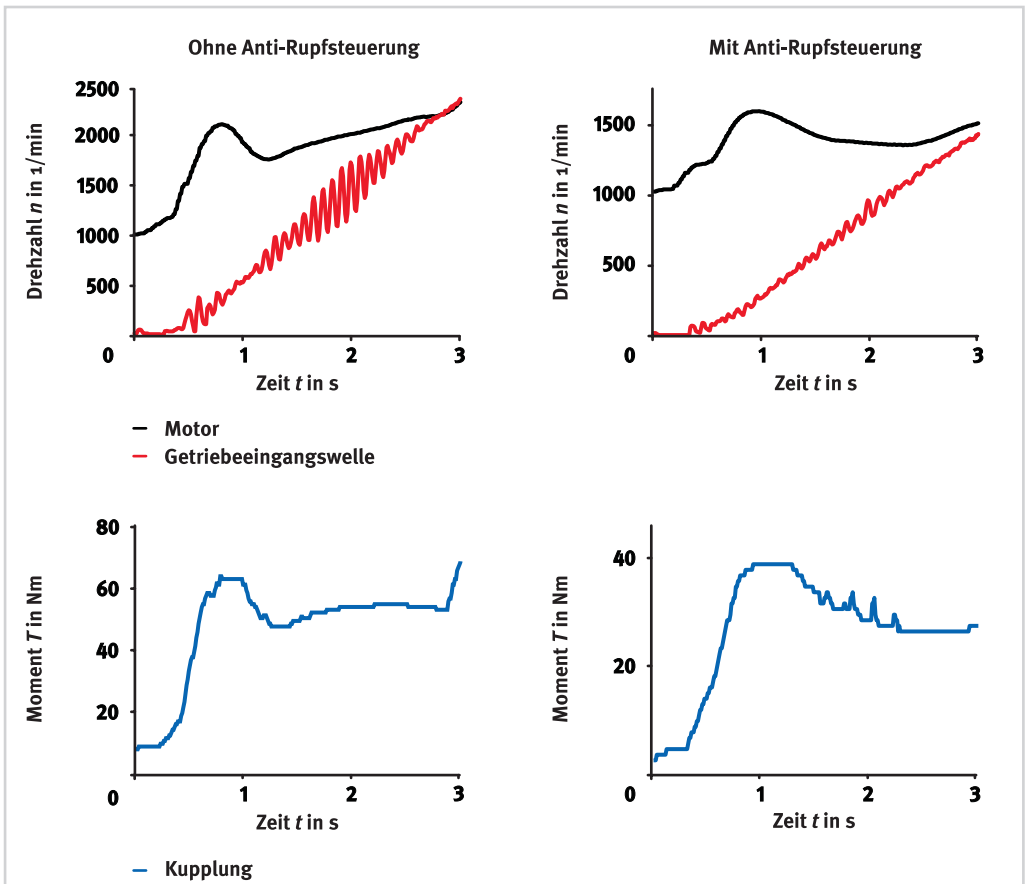 Ohne Anti-Rupfsteuerung
Drehzahl n in 1/min
2500
2000
1500
1000
500
0
1
2
3
Zeit t in s
Motor
Getriebeeingangswelle
Mit Anti-Rupfsteuerung
Drehzahl n in 1/min
1500
1000
500
0
1
2
3
Zeit t in s
Moment T in Nm
80
60
40
20
0
1
2
3
Zeit t in s
Kupplung
Moment T in Nm
40
20
0
1
2
3
Zeit t in s